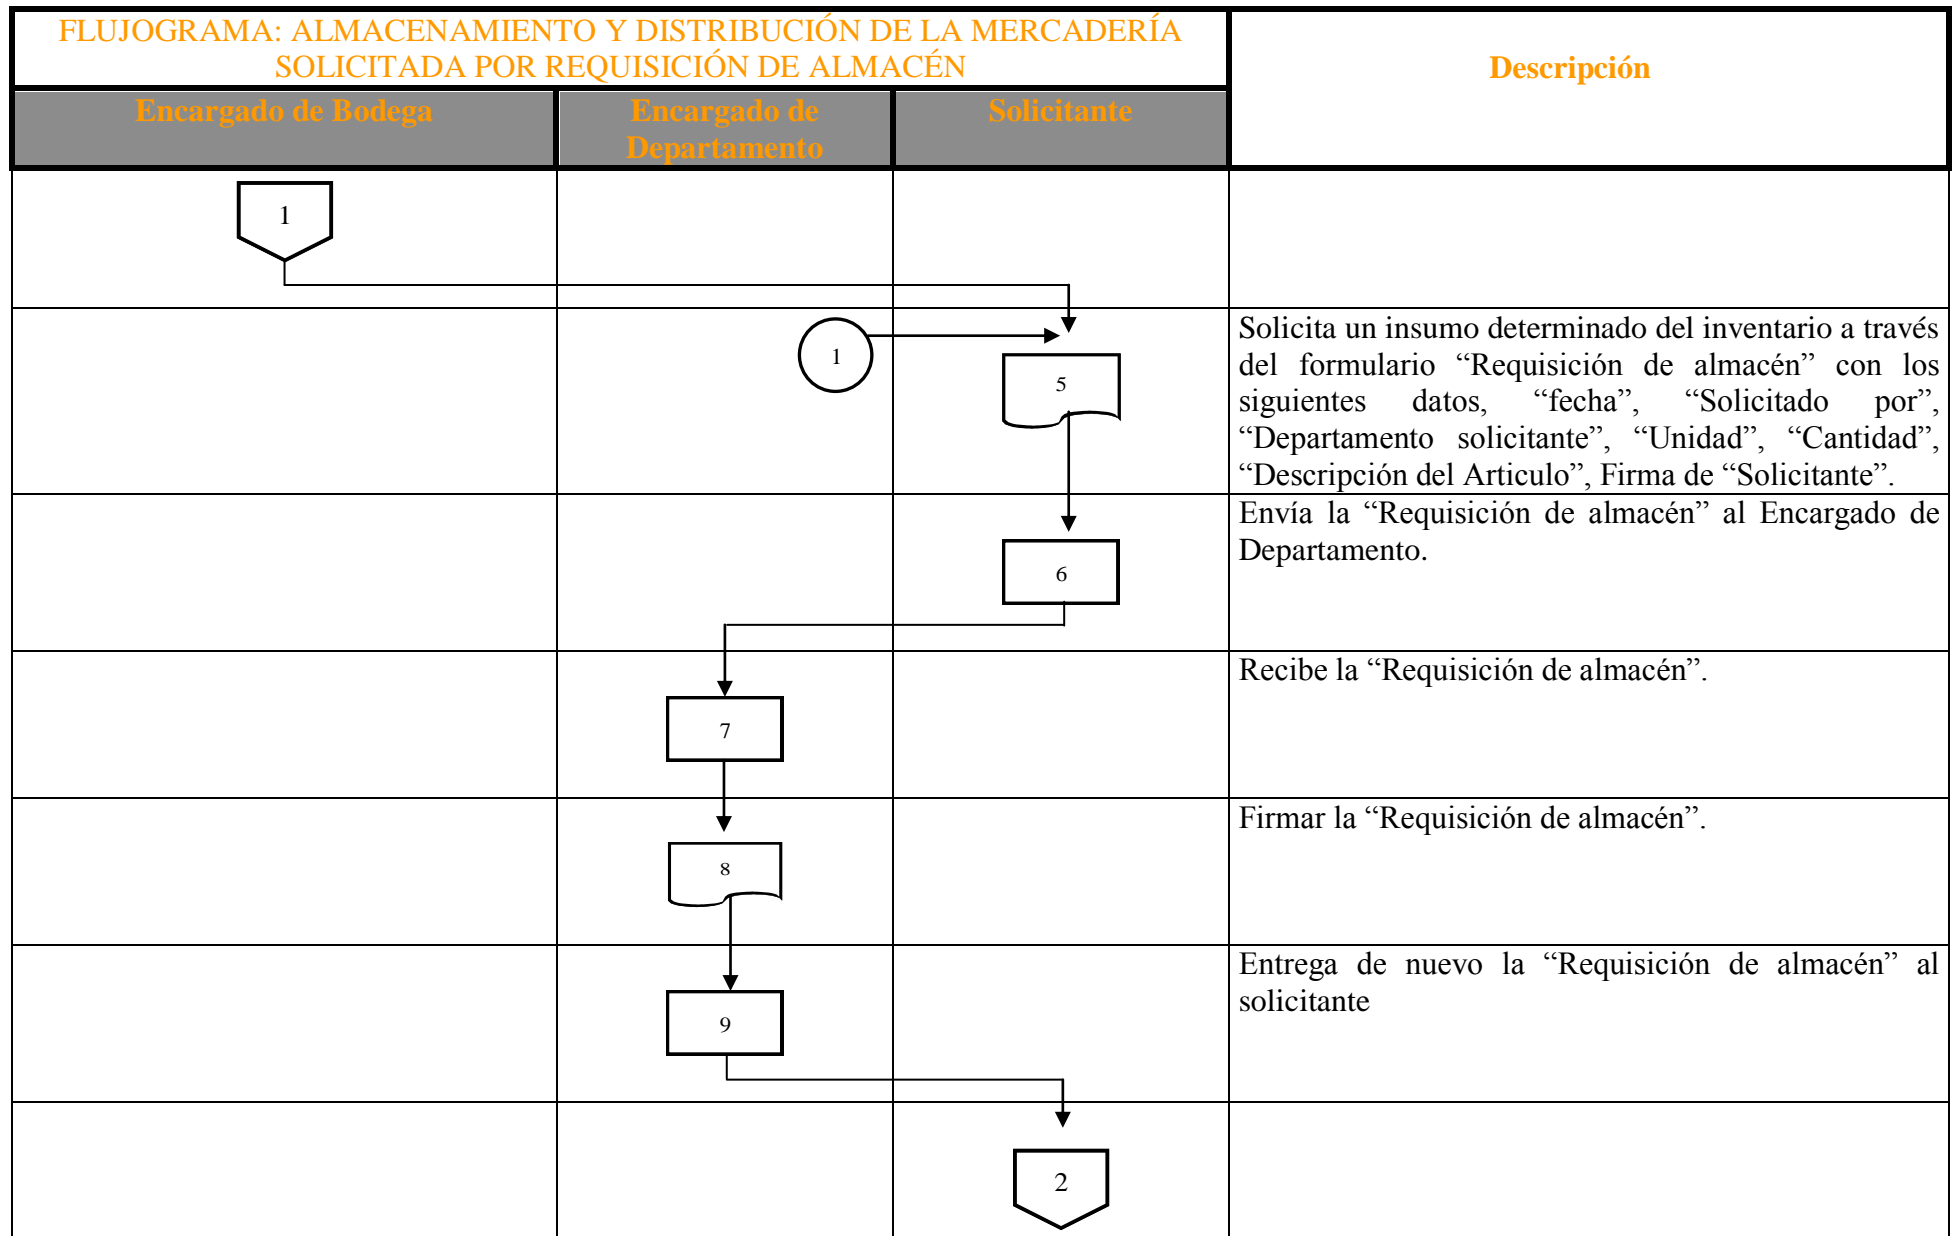 FLUJOGRAMA: ALMACENAMIENTO Y DISTRIBUCIÓN DE LA MERCADERÍA
SOLICITADA POR REQUISICIÓN DE ALMACÉN
Descripción
Encargado de Bodega
Encargado de
Departamento
Solicitante
1
1
5
Solicita un insumo determinado del inventario a través
del formulario “Requisición de almacén” con los
siguientes datos, “fecha”, “Solicitado por”,
“Departamento solicitante”, “Unidad”, “Cantidad”,
“Descripción del Articulo”, Firma de “Solicitante”.
6
Envía la “Requisición de almacén” al Encargado de
Departamento.
7
Recibe la “Requisición de almacén”.
8
Firmar la “Requisición de almacén”.
9
Entrega de nuevo la “Requisición de almacén” al
solicitante
2